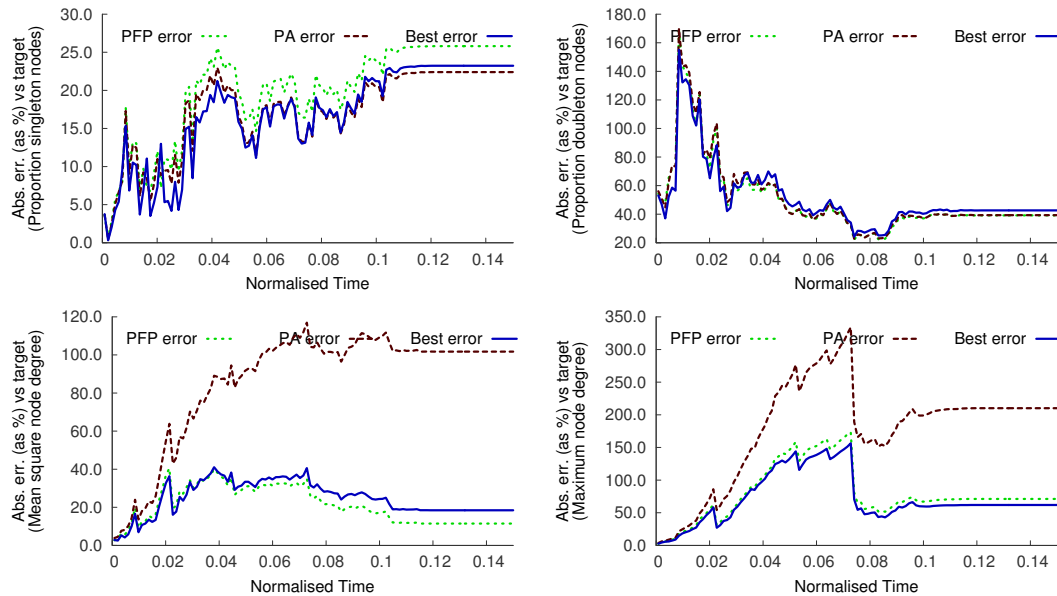 PFP error PA error Best error
Abs. err. (as %) vs target
(Proportion singleton nodes)
30.0
25.0
20.0
15.0
10.0
5.0
0.0
0 0.02 0.04 0.06 0.08 0.1 0.12 0.14
Normalised Time
PFP error PA error Best error
Abs. err. (as %) vs target
(Proportion doubleton nodes)
180.0
160.0
140.0
120.0
100.0
80.0
60.0
40.0
20.0
0 0.02 0.04 0.06 0.08 0.1 0.12 0.14
Normalised Time
PFP error PA error Best error
Abs. err. (as %) vs target
(Mean square node degree)
120.0
100.0
80.0
60.0
40.0
20.0
0.0
0 0.02 0.04 0.06 0.08 0.1 0.12 0.14
Normalised Time
PFP error PA error Best error
Abs. err. (as %) vs target
(Maximum node degree)
350.0
300.0
250.0
200.0
150.0
100.0
50.0
0.0
0 0.02 0.04 0.06 0.08 0.1 0.12 0.14
Normalised Time